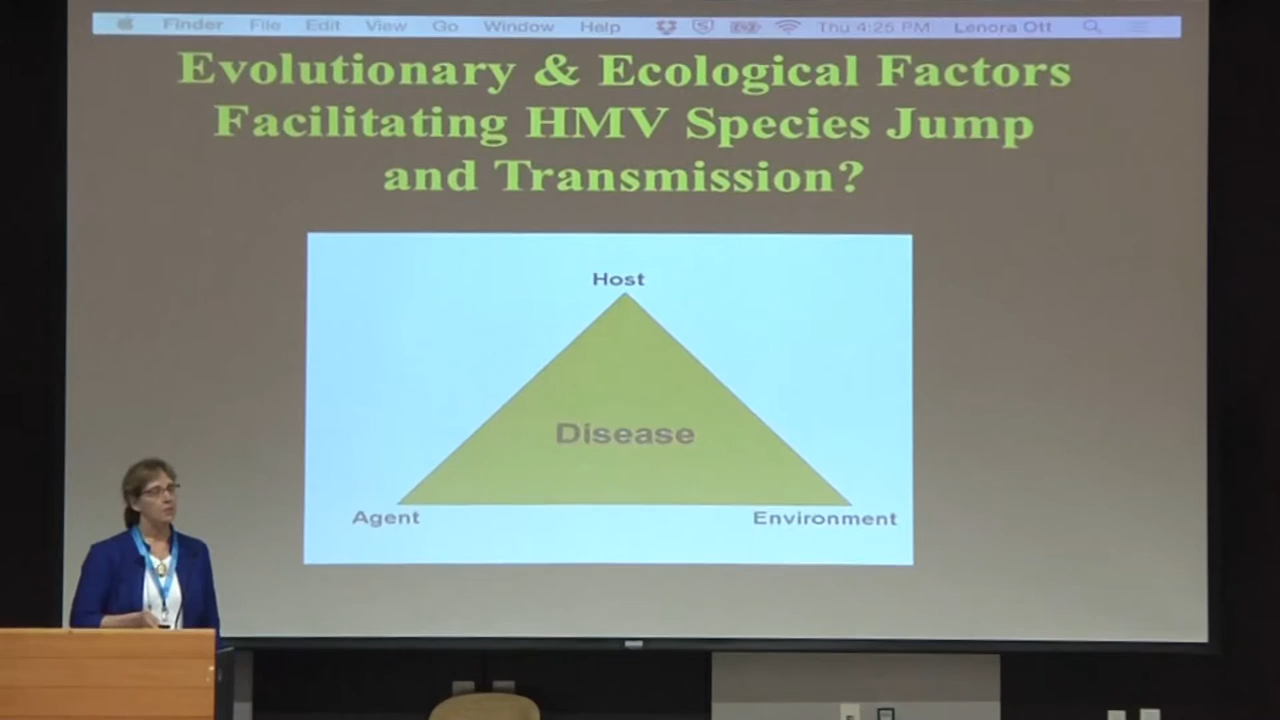 Finder File Edit View Go Window Help Thu 4:25 PM Lenora Ott
Evolutionary & Ecological Factors
Facilitating HMV Species Jump
and Transmission?
Host
Disease
Agent Environment